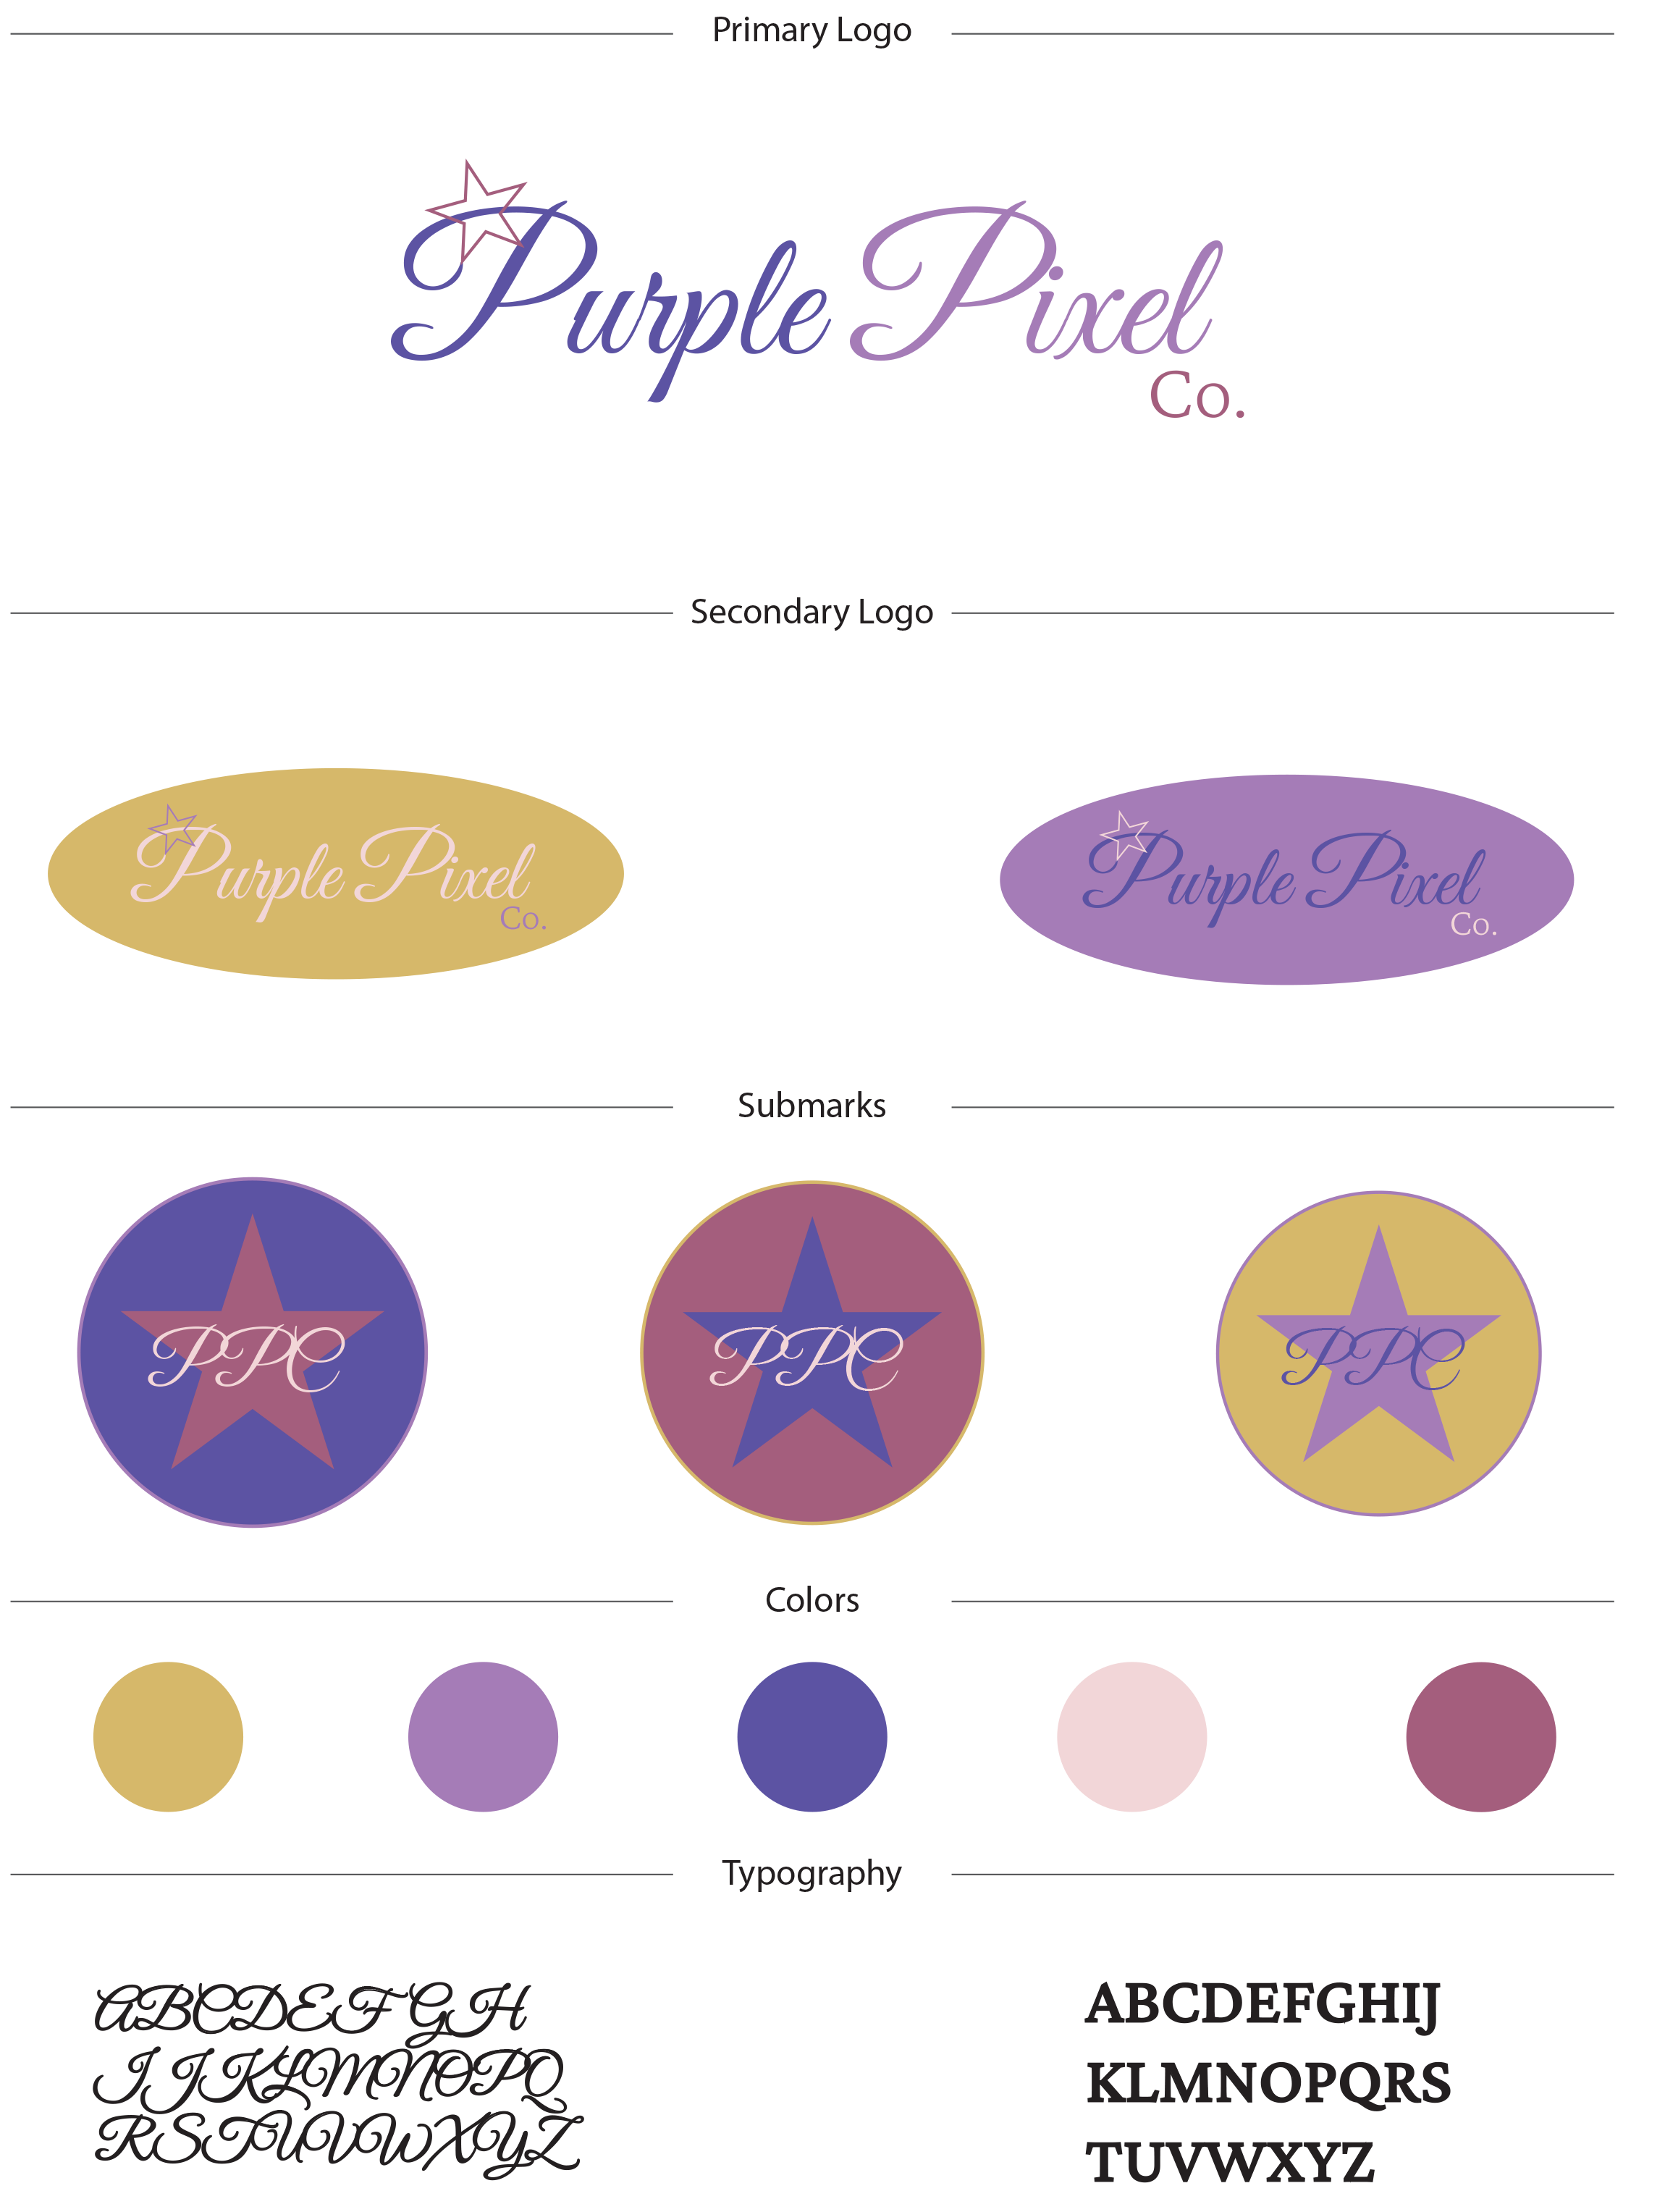 Primary Logo
Purple Pixel
Co.
Secondary Logo
Purple Pixel
Co.
Purple Pixel
Co.
Submarks
PPC
PPC
PPC
Colors
Typography
ABCDEFGH
IJKLMNOPQ
RSTUVWXYZ
ABCDEFGHIJ
KLMNOPQRS
TUVWXYZ